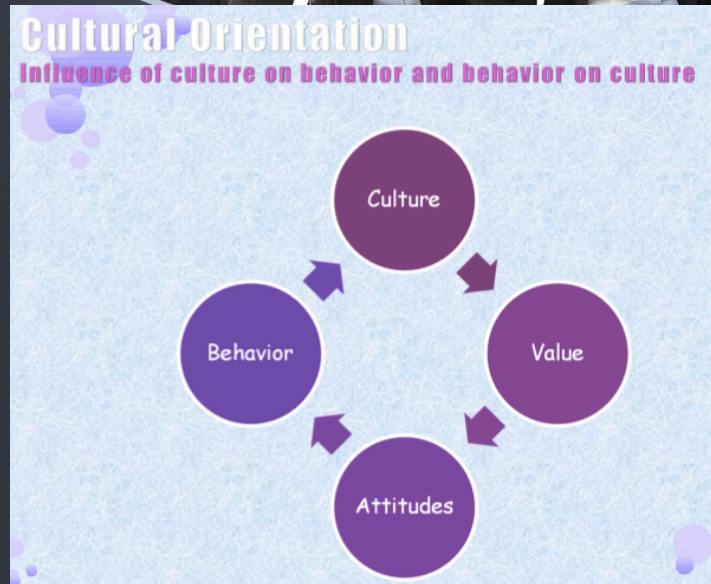 Cultural Orientation
Influence of culture on behavior and behavior on culture
Culture
Behavior
Value
Attitudes